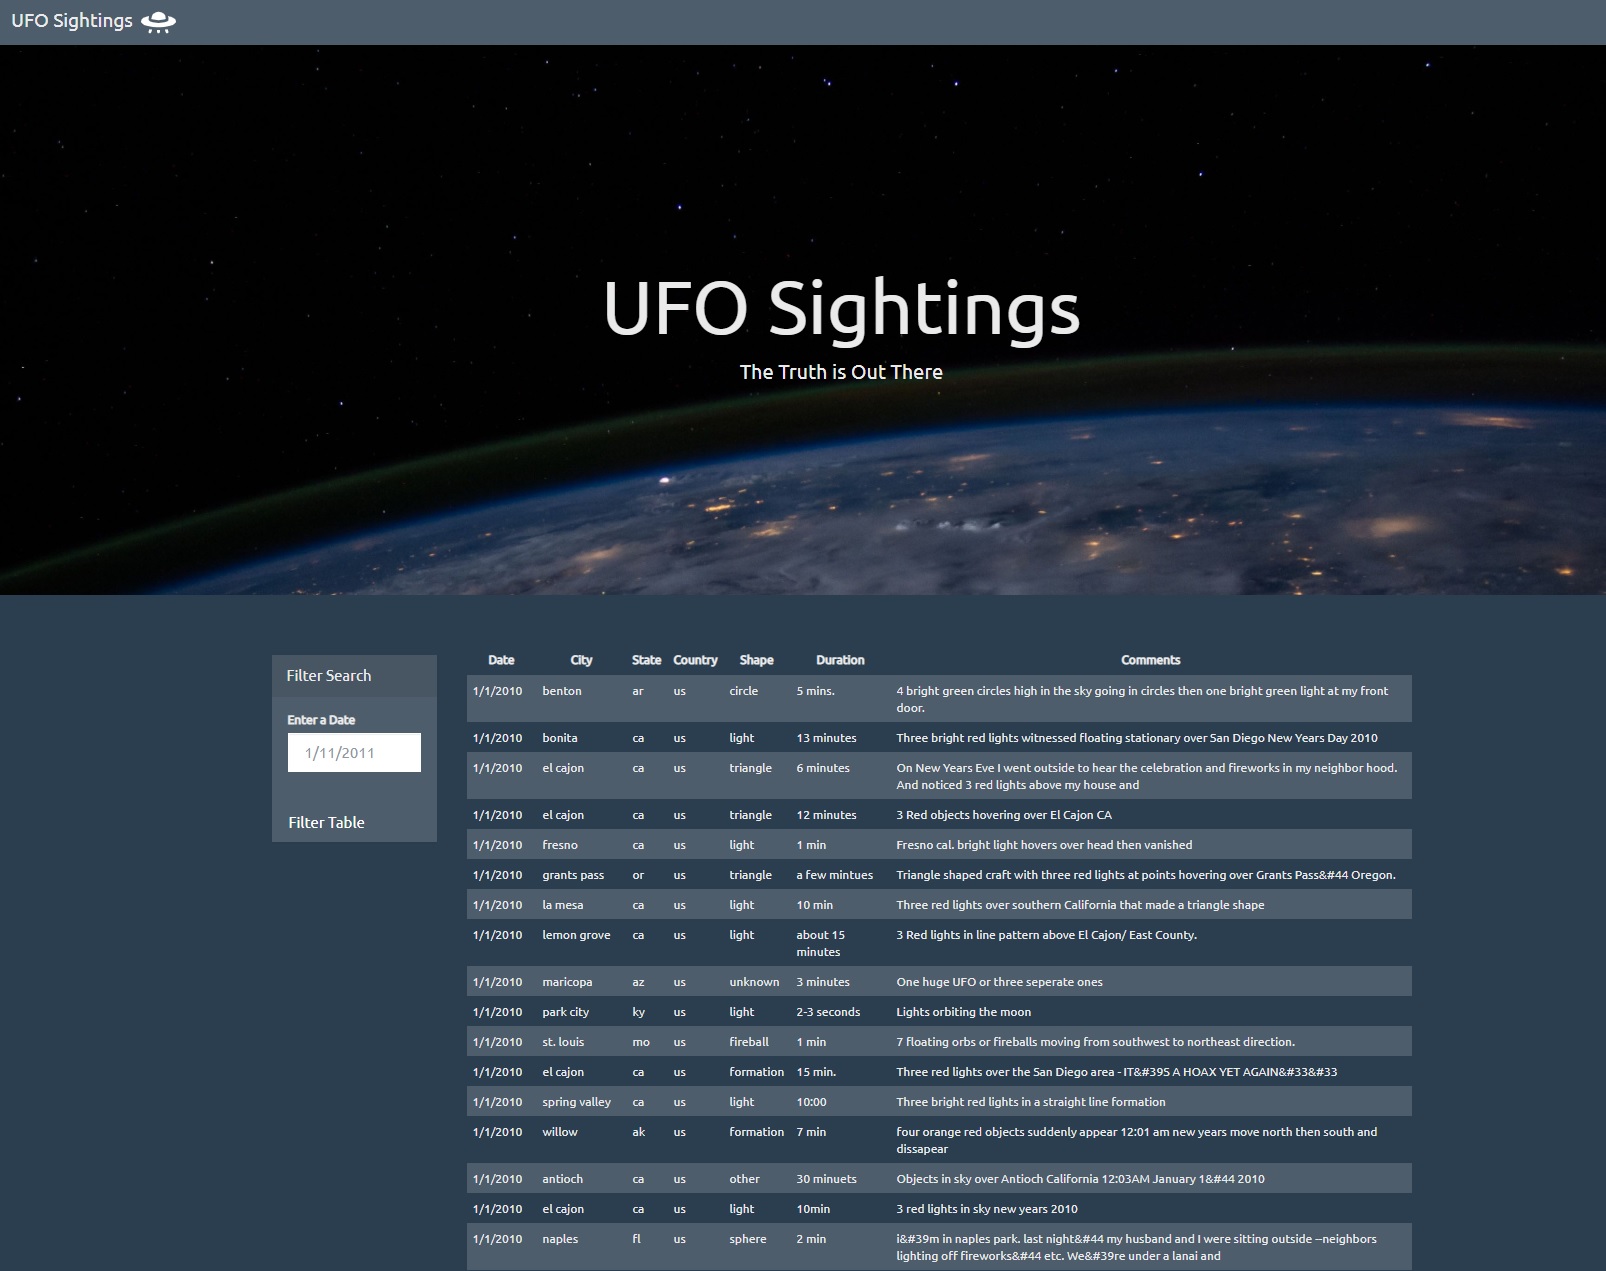 UFO Sightings
UFO Sightings
The Truth is Out There
Filter Search
Enter a Date
1/11/2011
Filter Table
Date City State Country Shape Duration Comments
1/1/2010 benton ar us circle 5 mins. 4 bright green circles high in the sky going in circles then one bright green light at my front
door.
1/1/2010 bonita ca us light 13 minutes Three bright red lights witnessed floating stationary over San Diego New Years Day 2010
1/1/2010 el cajon ca us triangle 6 minutes On New Years Eve I went outside to hear the celebration and fireworks in my neighbor hood.
And noticed 3 red lights above my house and
1/1/2010 el cajon ca us triangle 12 minutes 3 Red objects hovering over El Cajon CA
1/1/2010 fresno ca us light 1 min Fresno cal. bright light hovers over head then vanished
1/1/2010 grants pass or us triangle a few mintues Triangle shaped craft with three red lights at points hovering over Grants Pass&#44 Oregon.
1/1/2010 la mesa ca us light 10 min Three red lights over southern California that made a triangle shape
1/1/2010 lemon grove ca us light about 15 3 Red lights in line pattern above El Cajon/ East County.
minutes
1/1/2010 maricopa az us unknown 3 minutes One huge UFO or three seperate ones
1/1/2010 park city ky us light 2-3 seconds Lights orbiting the moon
1/1/2010 st. louis mo us fireball 1 min 7 floating orbs or fireballs moving from southwest to northeast direction.
1/1/2010 el cajon ca us formation 15 min. Three red lights over the San Diego area - IT&#39S A HOAX YET AGAIN&#33&#33
1/1/2010 spring valley ca us light 10:00 Three bright red lights in a straight line formation
1/1/2010 willow ak us formation 7 min four orange red objects suddenly appear 12:01 am new years move north then south and
dissapear
1/1/2010 antioch ca us other 30 minuets Objects in sky over Antioch California 12:03AM January 1&#44 2010
1/1/2010 el cajon ca us light 10min 3 red lights in sky new years 2010
1/1/2010 naples fl us sphere 2 min i&#39m in naples park. last night&#44 my husband and I were sitting outside --neighbors
lighting off fireworks&#44 etc. We&#39re under a lanai and